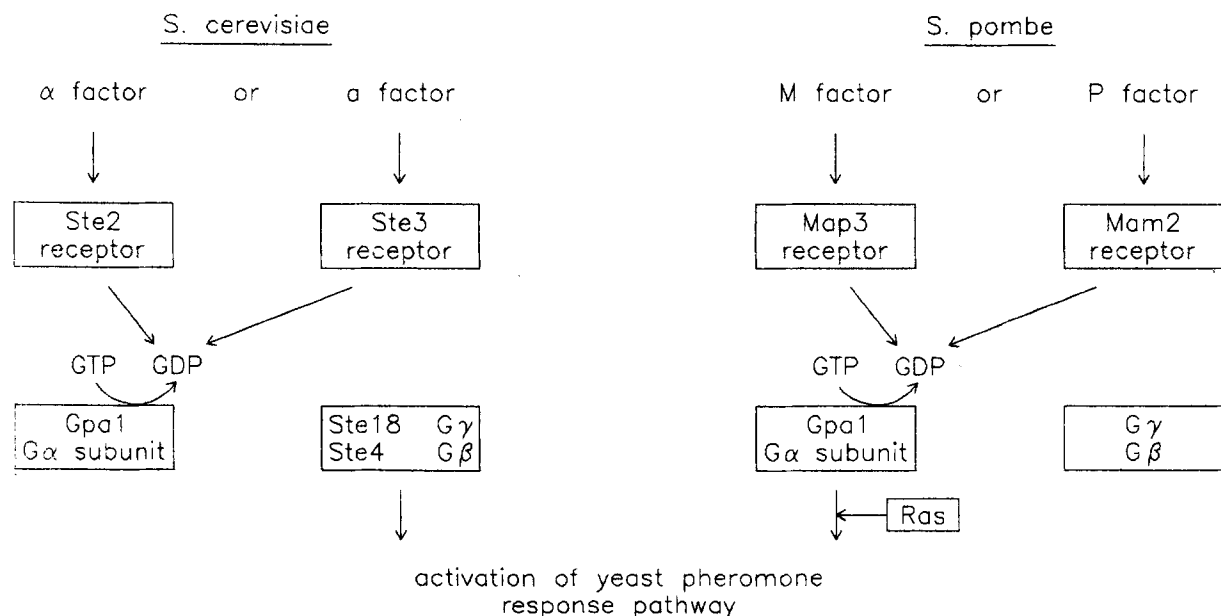 S. cerevisiae
S. pombe
α factor or a factor
M factor or P factor
Ste2
receptor
Ste3
receptor
Map3
receptor
Mam2
receptor
GTP GDP
GTP GDP
Gpa1
Gα subunit
Ste18 Gγ
Ste4 Gβ
Gpa1
Gα subunit
Gγ
Gβ
Ras
activation of yeast pheromone
response pathway